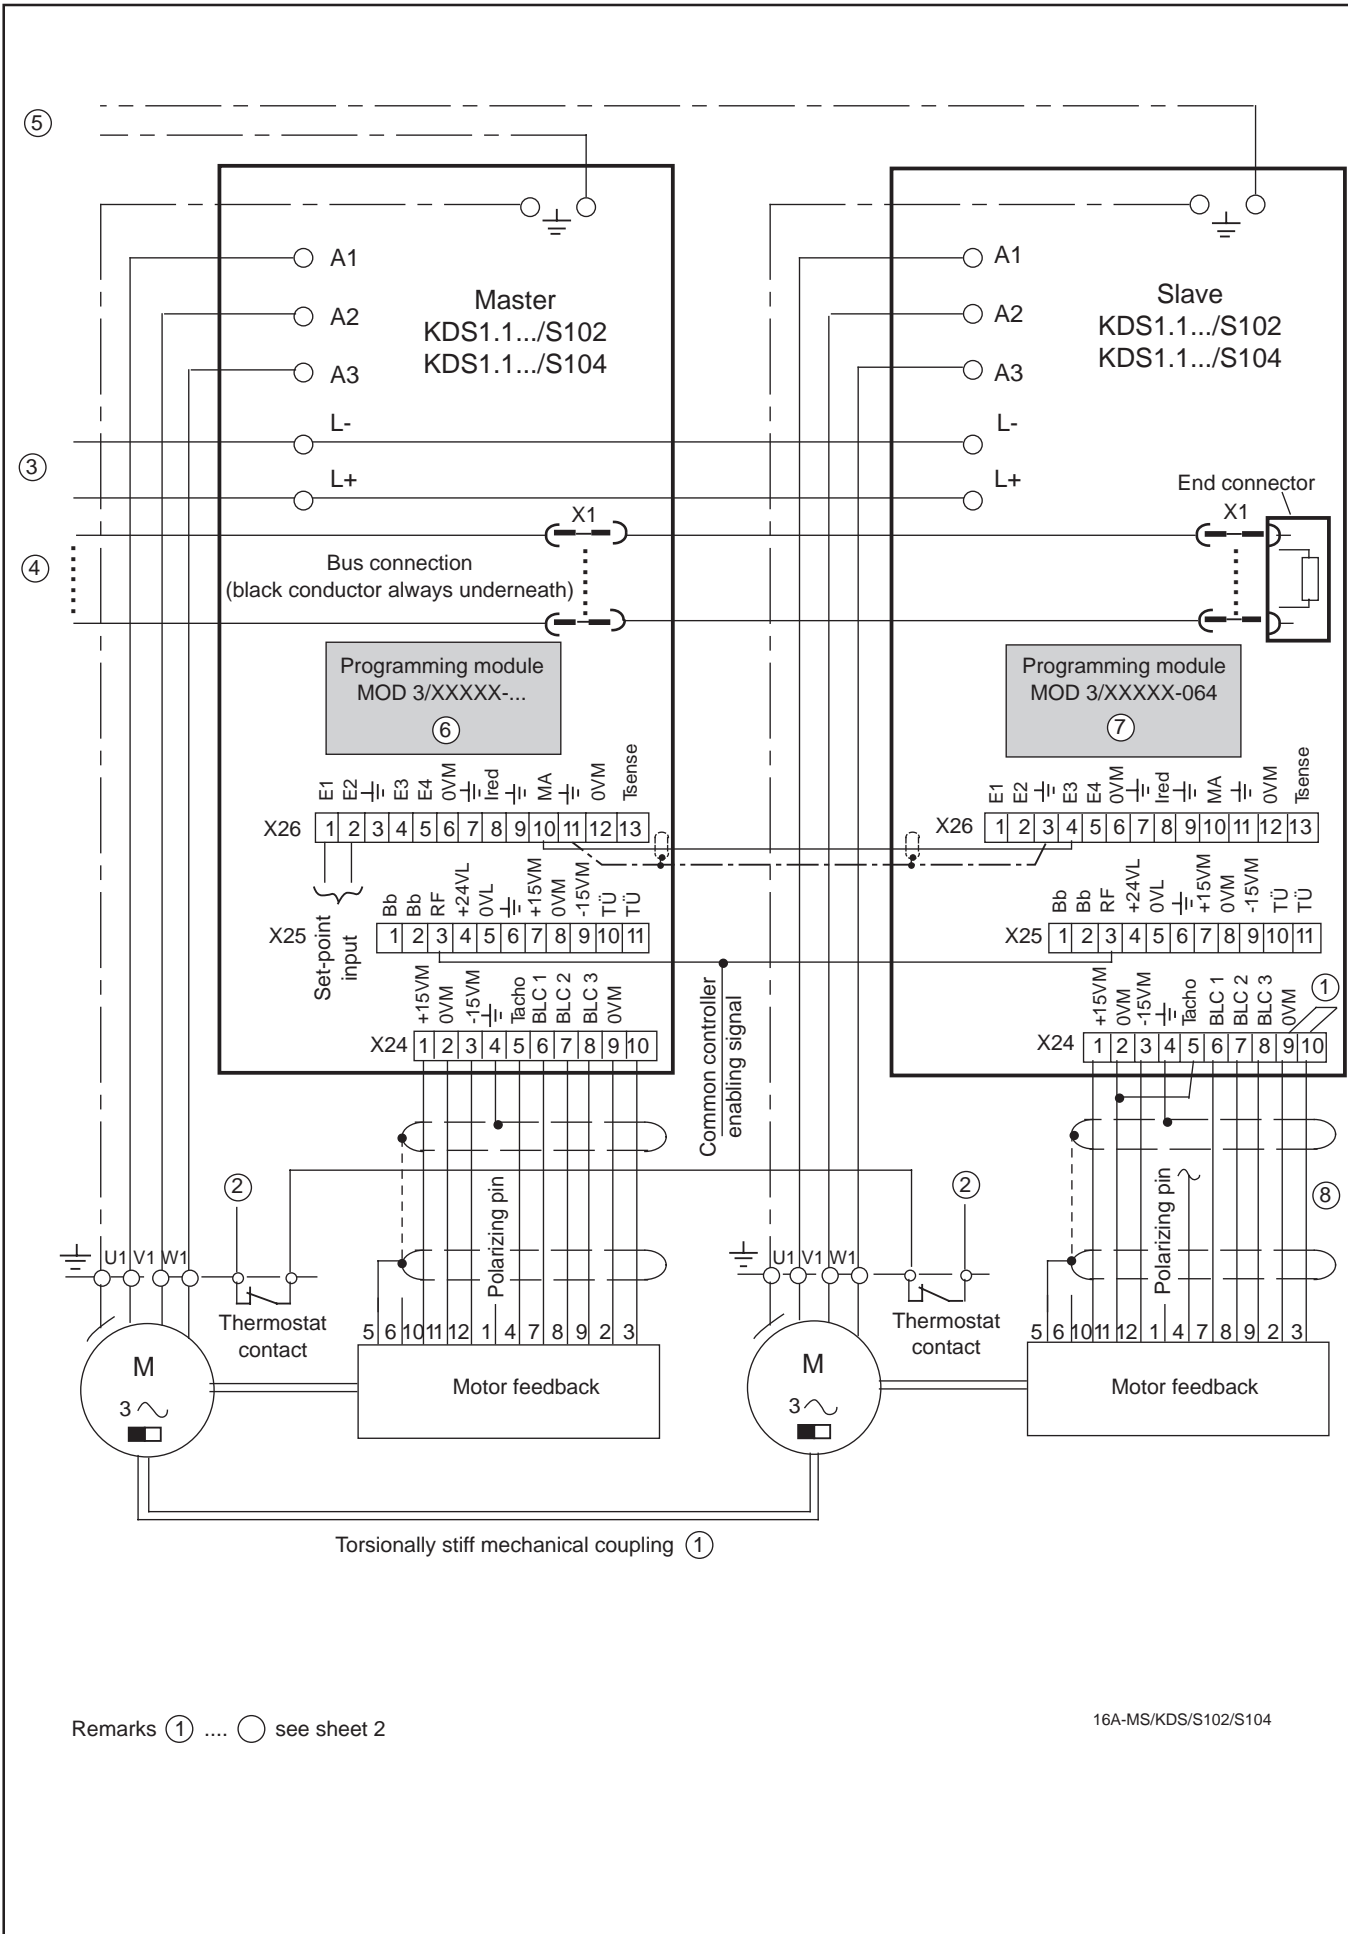 5
A1
A2
A3
Master
KDS1.1.../S102
KDS1.1.../S104
A1
A2
A3
Slave
KDS1.1.../S102
KDS1.1.../S104
L-
L+
3
L-
L+
End connector
X1
X1
4
Bus connection
(black conductor always underneath)
Programming module
MOD 3/XXXXX-...
6
Programming module
MOD 3/XXXXX-064
7
E1 E2 E3 E4 0VM Ired MA 0VM Tsense
X26 1 2 3 4 5 6 7 8 9 10 11 12 13
E1 E2 E3 E4 0VM Ired MA 0VM Tsense
X26 1 2 3 4 5 6 7 8 9 10 11 12 13
Set-point
input
Bb Bb RF +24VL 0VL +15VM 0VM -15VM TÜ TÜ
X25 1 2 3 4 5 6 7 8 9 10 11
Bb Bb RF +24VL 0VL +15VM 0VM -15VM TÜ TÜ
X25 1 2 3 4 5 6 7 8 9 10 11
+15VM 0VM -15VM Tacho BLC 1 BLC 2 BLC 3 0VM
X24 1 2 3 4 5 6 7 8 9 10
Common controller
enabling signal
+15VM 0VM -15VM Tacho BLC 1 BLC 2 BLC 3 0VM
1
X24 1 2 3 4 5 6 7 8 9 10
2
Polarizing pin
2
Polarizing pin
8
U1 V1 W1
Thermostat
contact
5 6 10 11 12 1 4 7 8 9 2 3
U1 V1 W1
Thermostat
contact
5 6 10 11 12 1 4 7 8 9 2 3
M
3
Motor feedback
M
3
Motor feedback
Torsionally stiff mechanical coupling 1
Remarks 1 .... see sheet 2
16A-MS/KDS/S102/S104